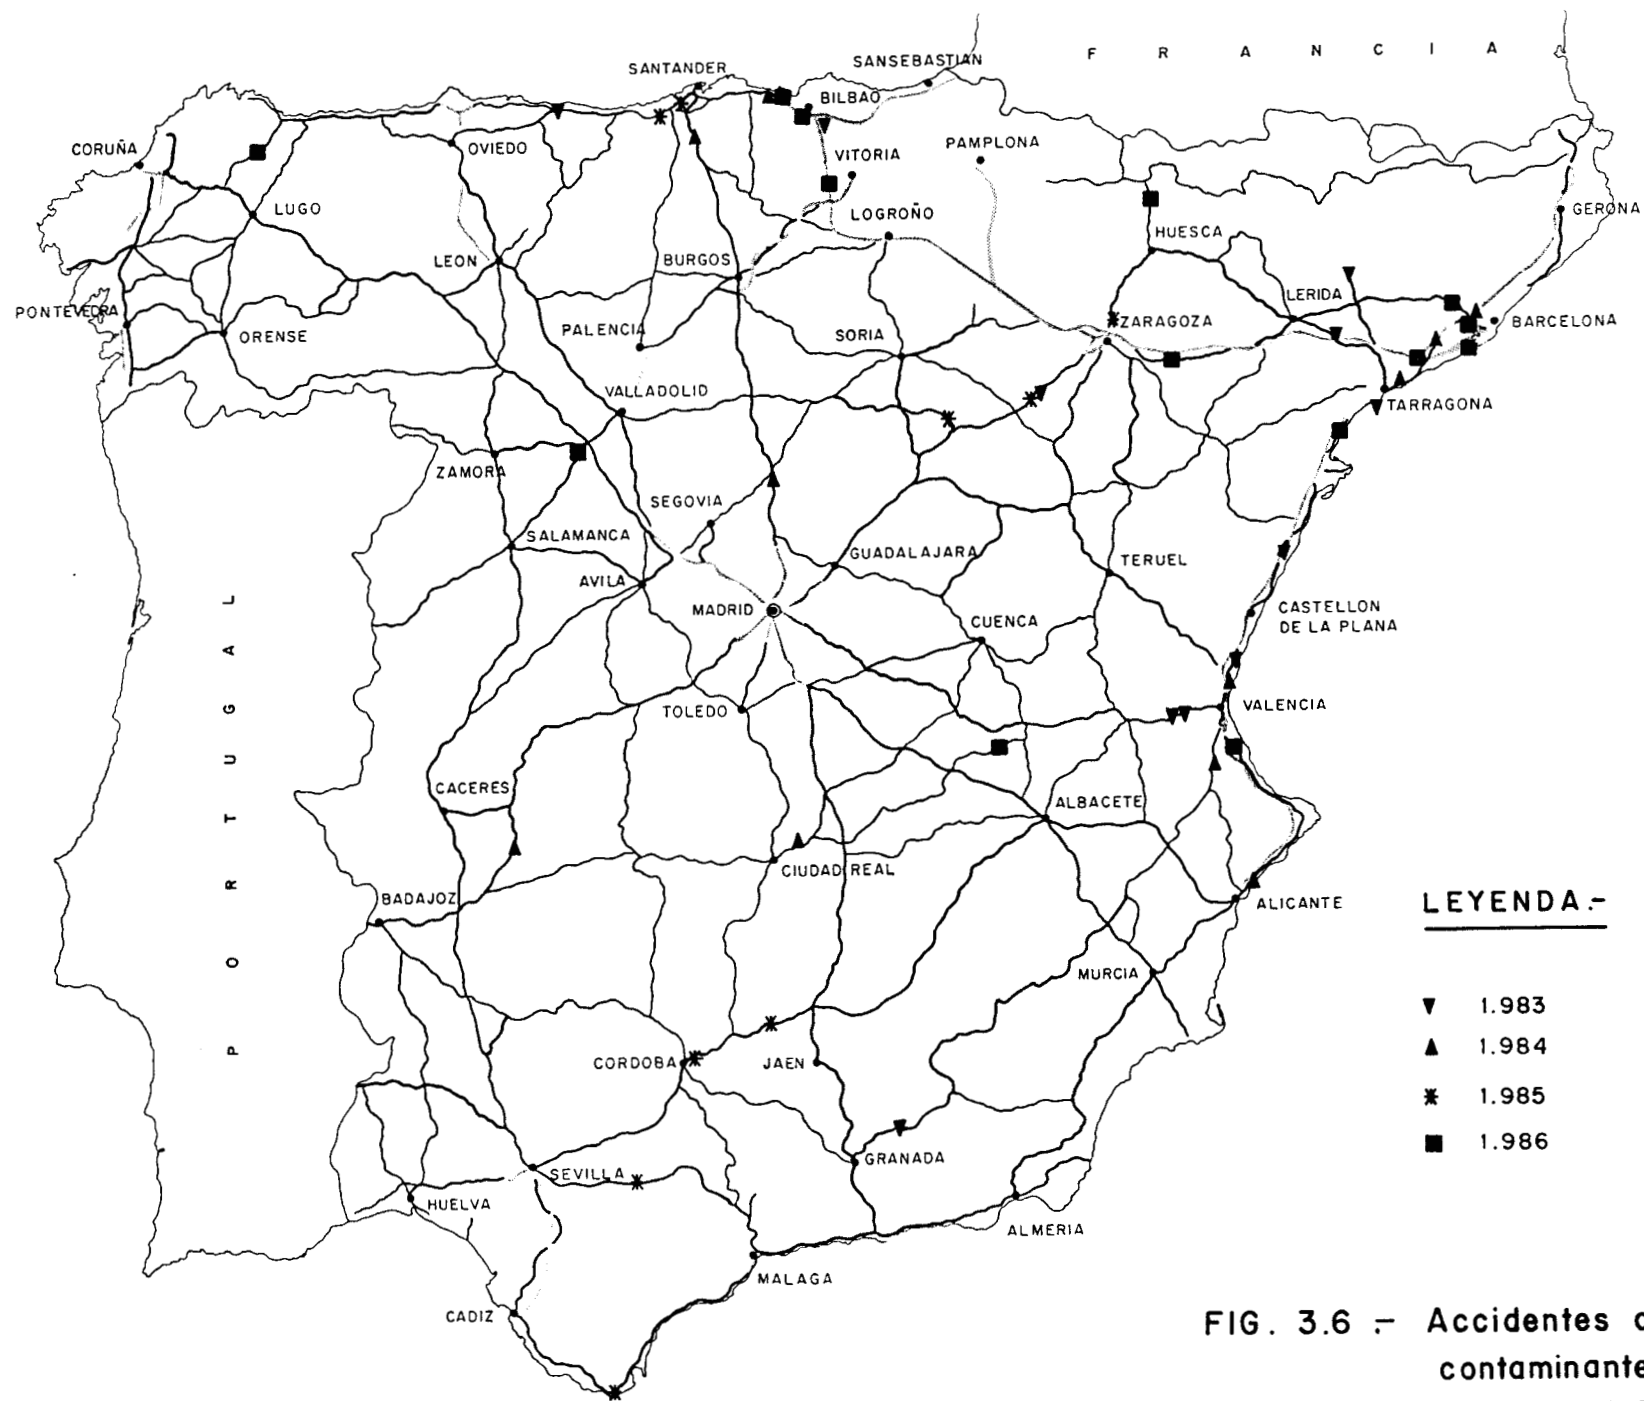 F R A N C I A
SANSEBASTIAN
SANTANDER
BILBAO
CORUÑA
OVIEDO
VITORIA
PAMPLONA
LUGO
LOGROÑO
GERONA
HUESCA
LEON
BURGOS
LERIDA
PONTEVEDRA
ORENSE
PALENCIA
SORIA
ZARAGOZA
BARCELONA
VALLADOLID
TARRAGONA
ZAMORA
SEGOVIA
SALAMANCA
GUADALAJARA
TERUEL
AVILA
MADRID
CUENCA
CASTELLON
DE LA PLANA
PORTUGAL
TOLEDO
VALENCIA
CACERES
ALBACETE
CIUDAD REAL
BADAJOZ
ALICANTE
LEYENDA.-
MURCIA
1.983
1.984
CORDOBA
JAEN
1.985
1.986
GRANADA
SEVILLA
HUELVA
ALMERIA
MALAGA
CADIZ
FIG. 3.6 .- Accidentes
contaminante